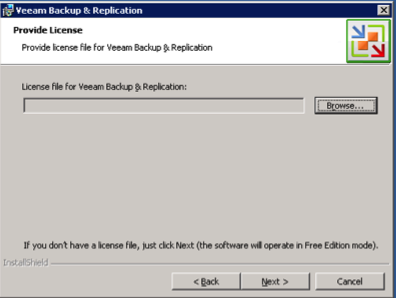 Veeam Backup & Replication
Provide License
Provide license file for Veeam Backup & Replication
License file for Veeam Backup & Replication:
Browse...
If you don't have a license file, just click Next (the software will operate in Free Edition mode).
InstallShield
< Back
Next >
Cancel